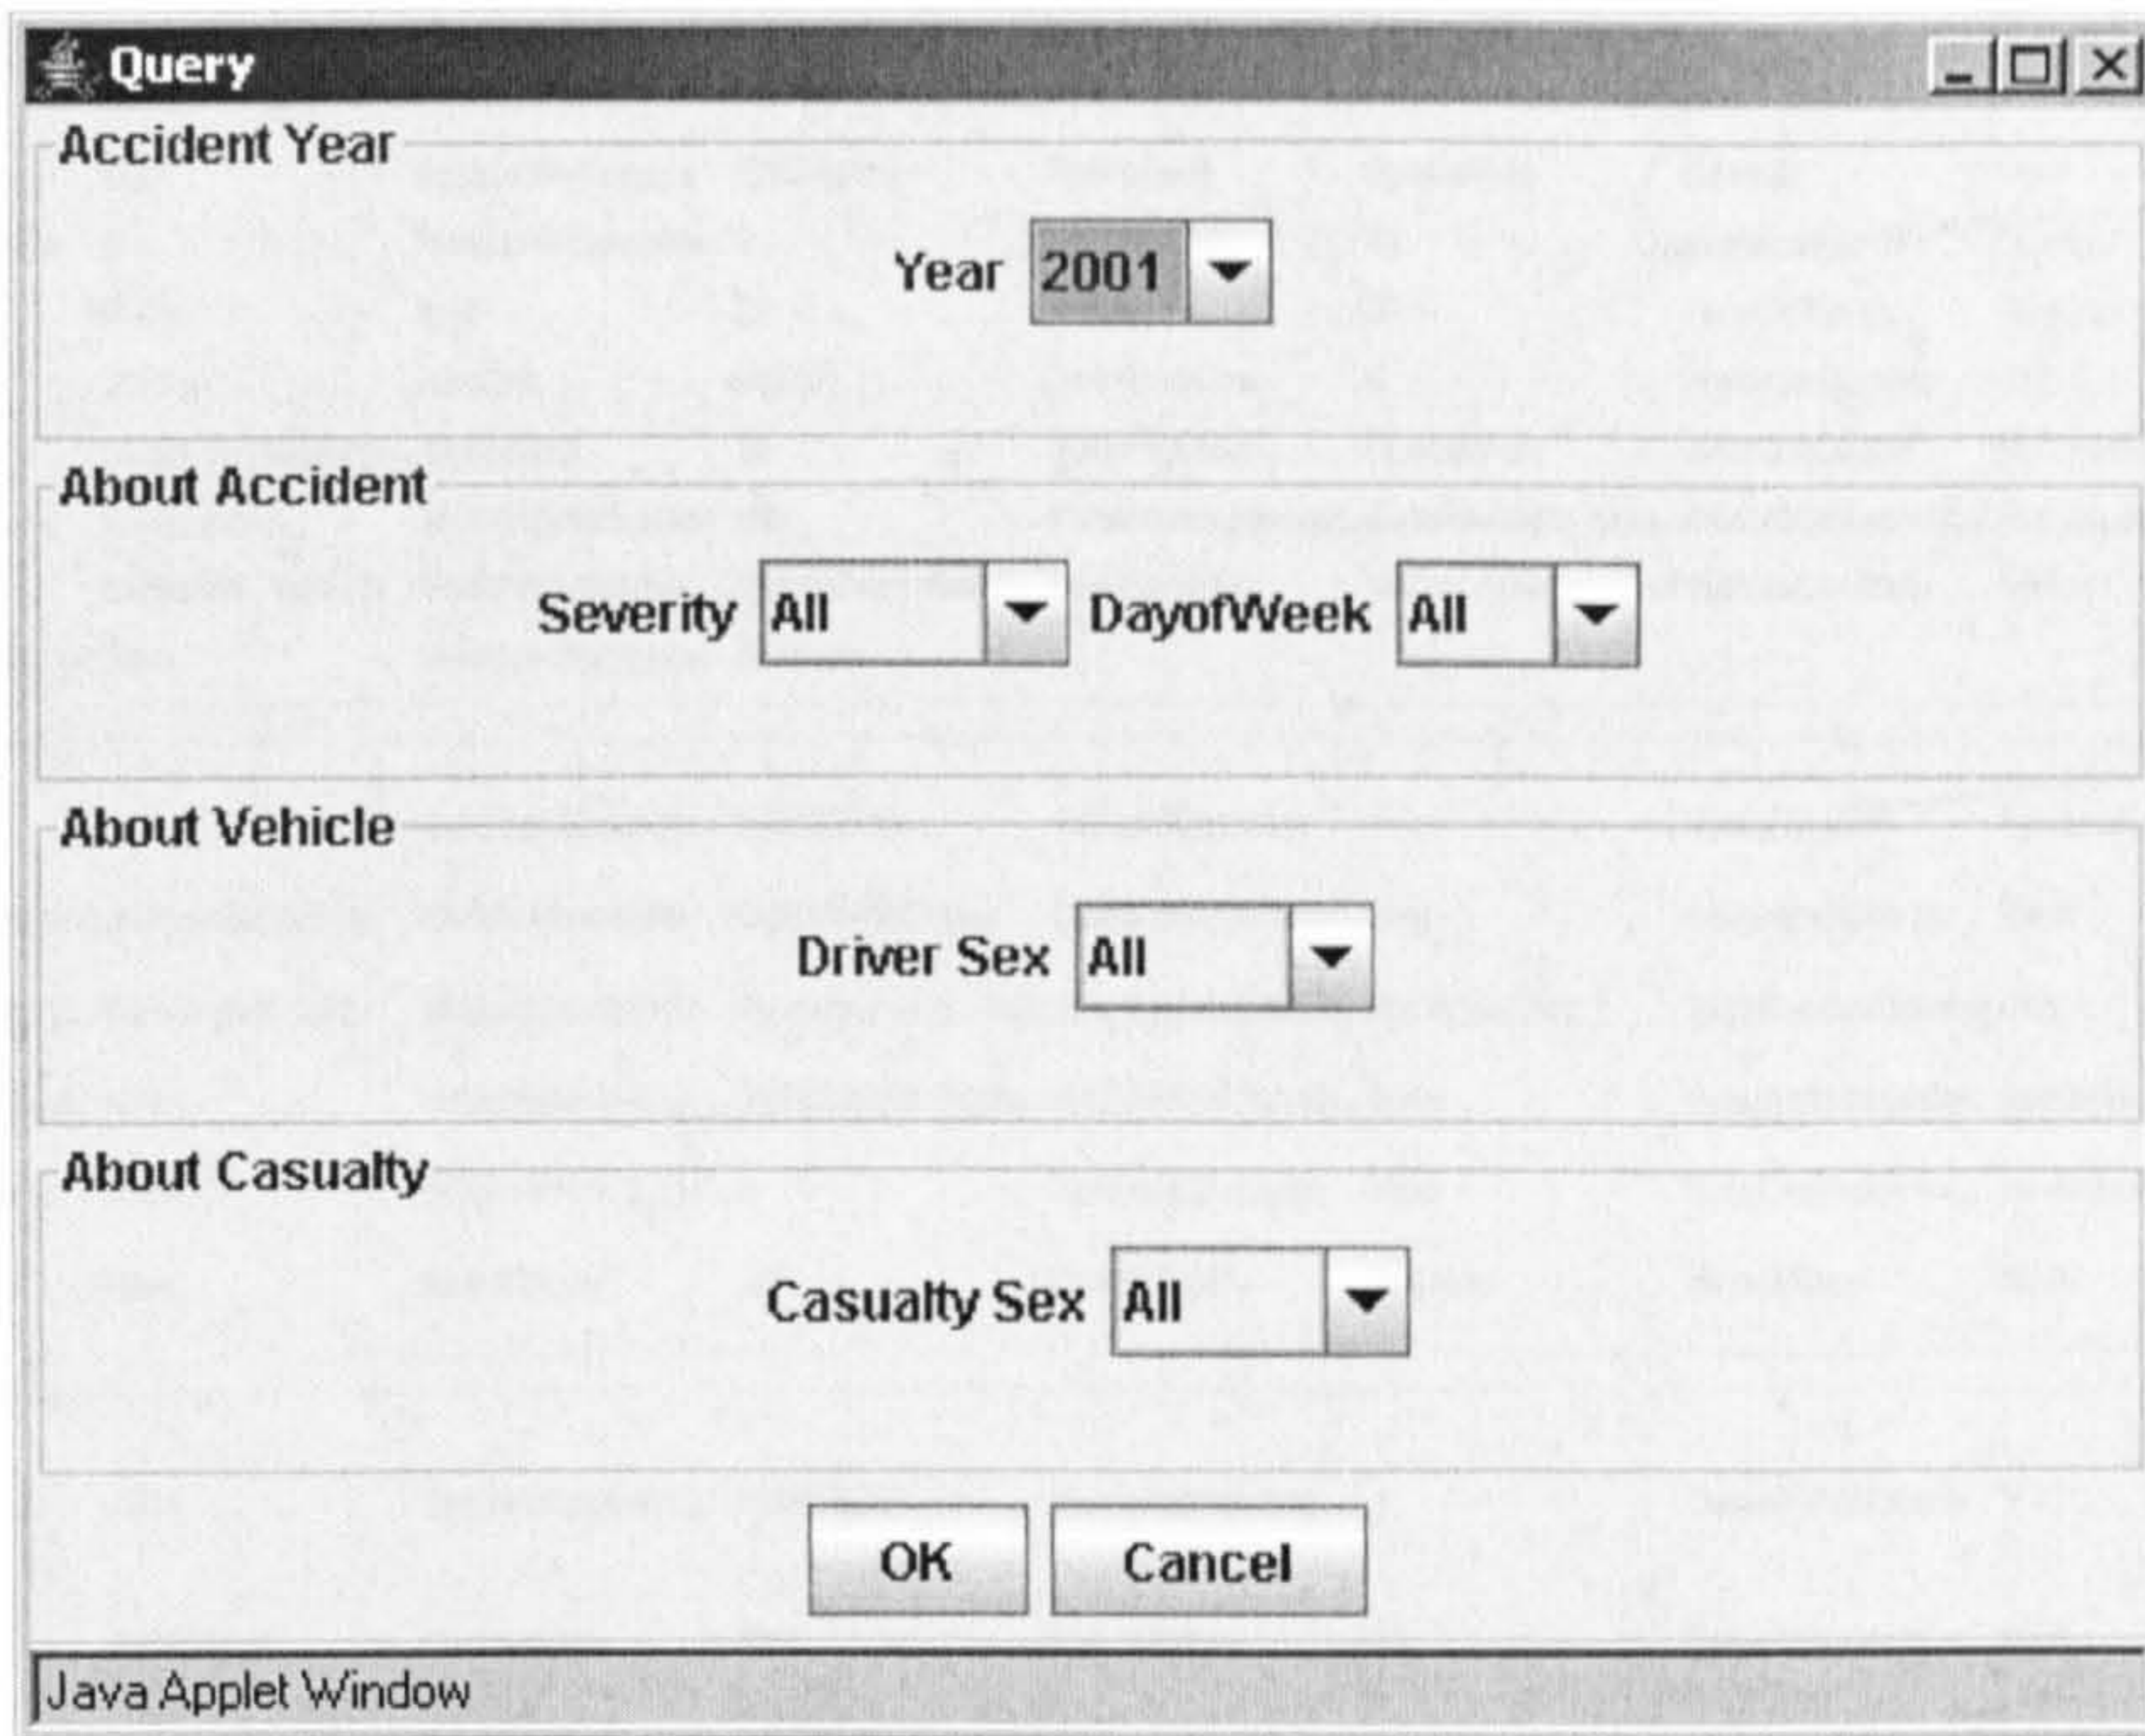 Query
Accident Year
Year 2001
About Accident
Severity All DayofWeek All
About Vehicle
Driver Sex All
About Casualty
Casualty Sex All
OK Cancel
Java Applet Window